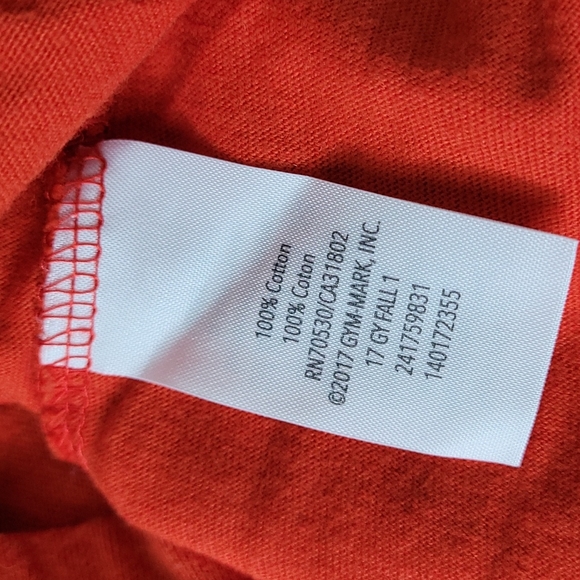 100% Cotton
100% Coton
RN70530/CA31802
©2017 GYM-MARK, INC.
17 GY FALL 1
241759831
140172355